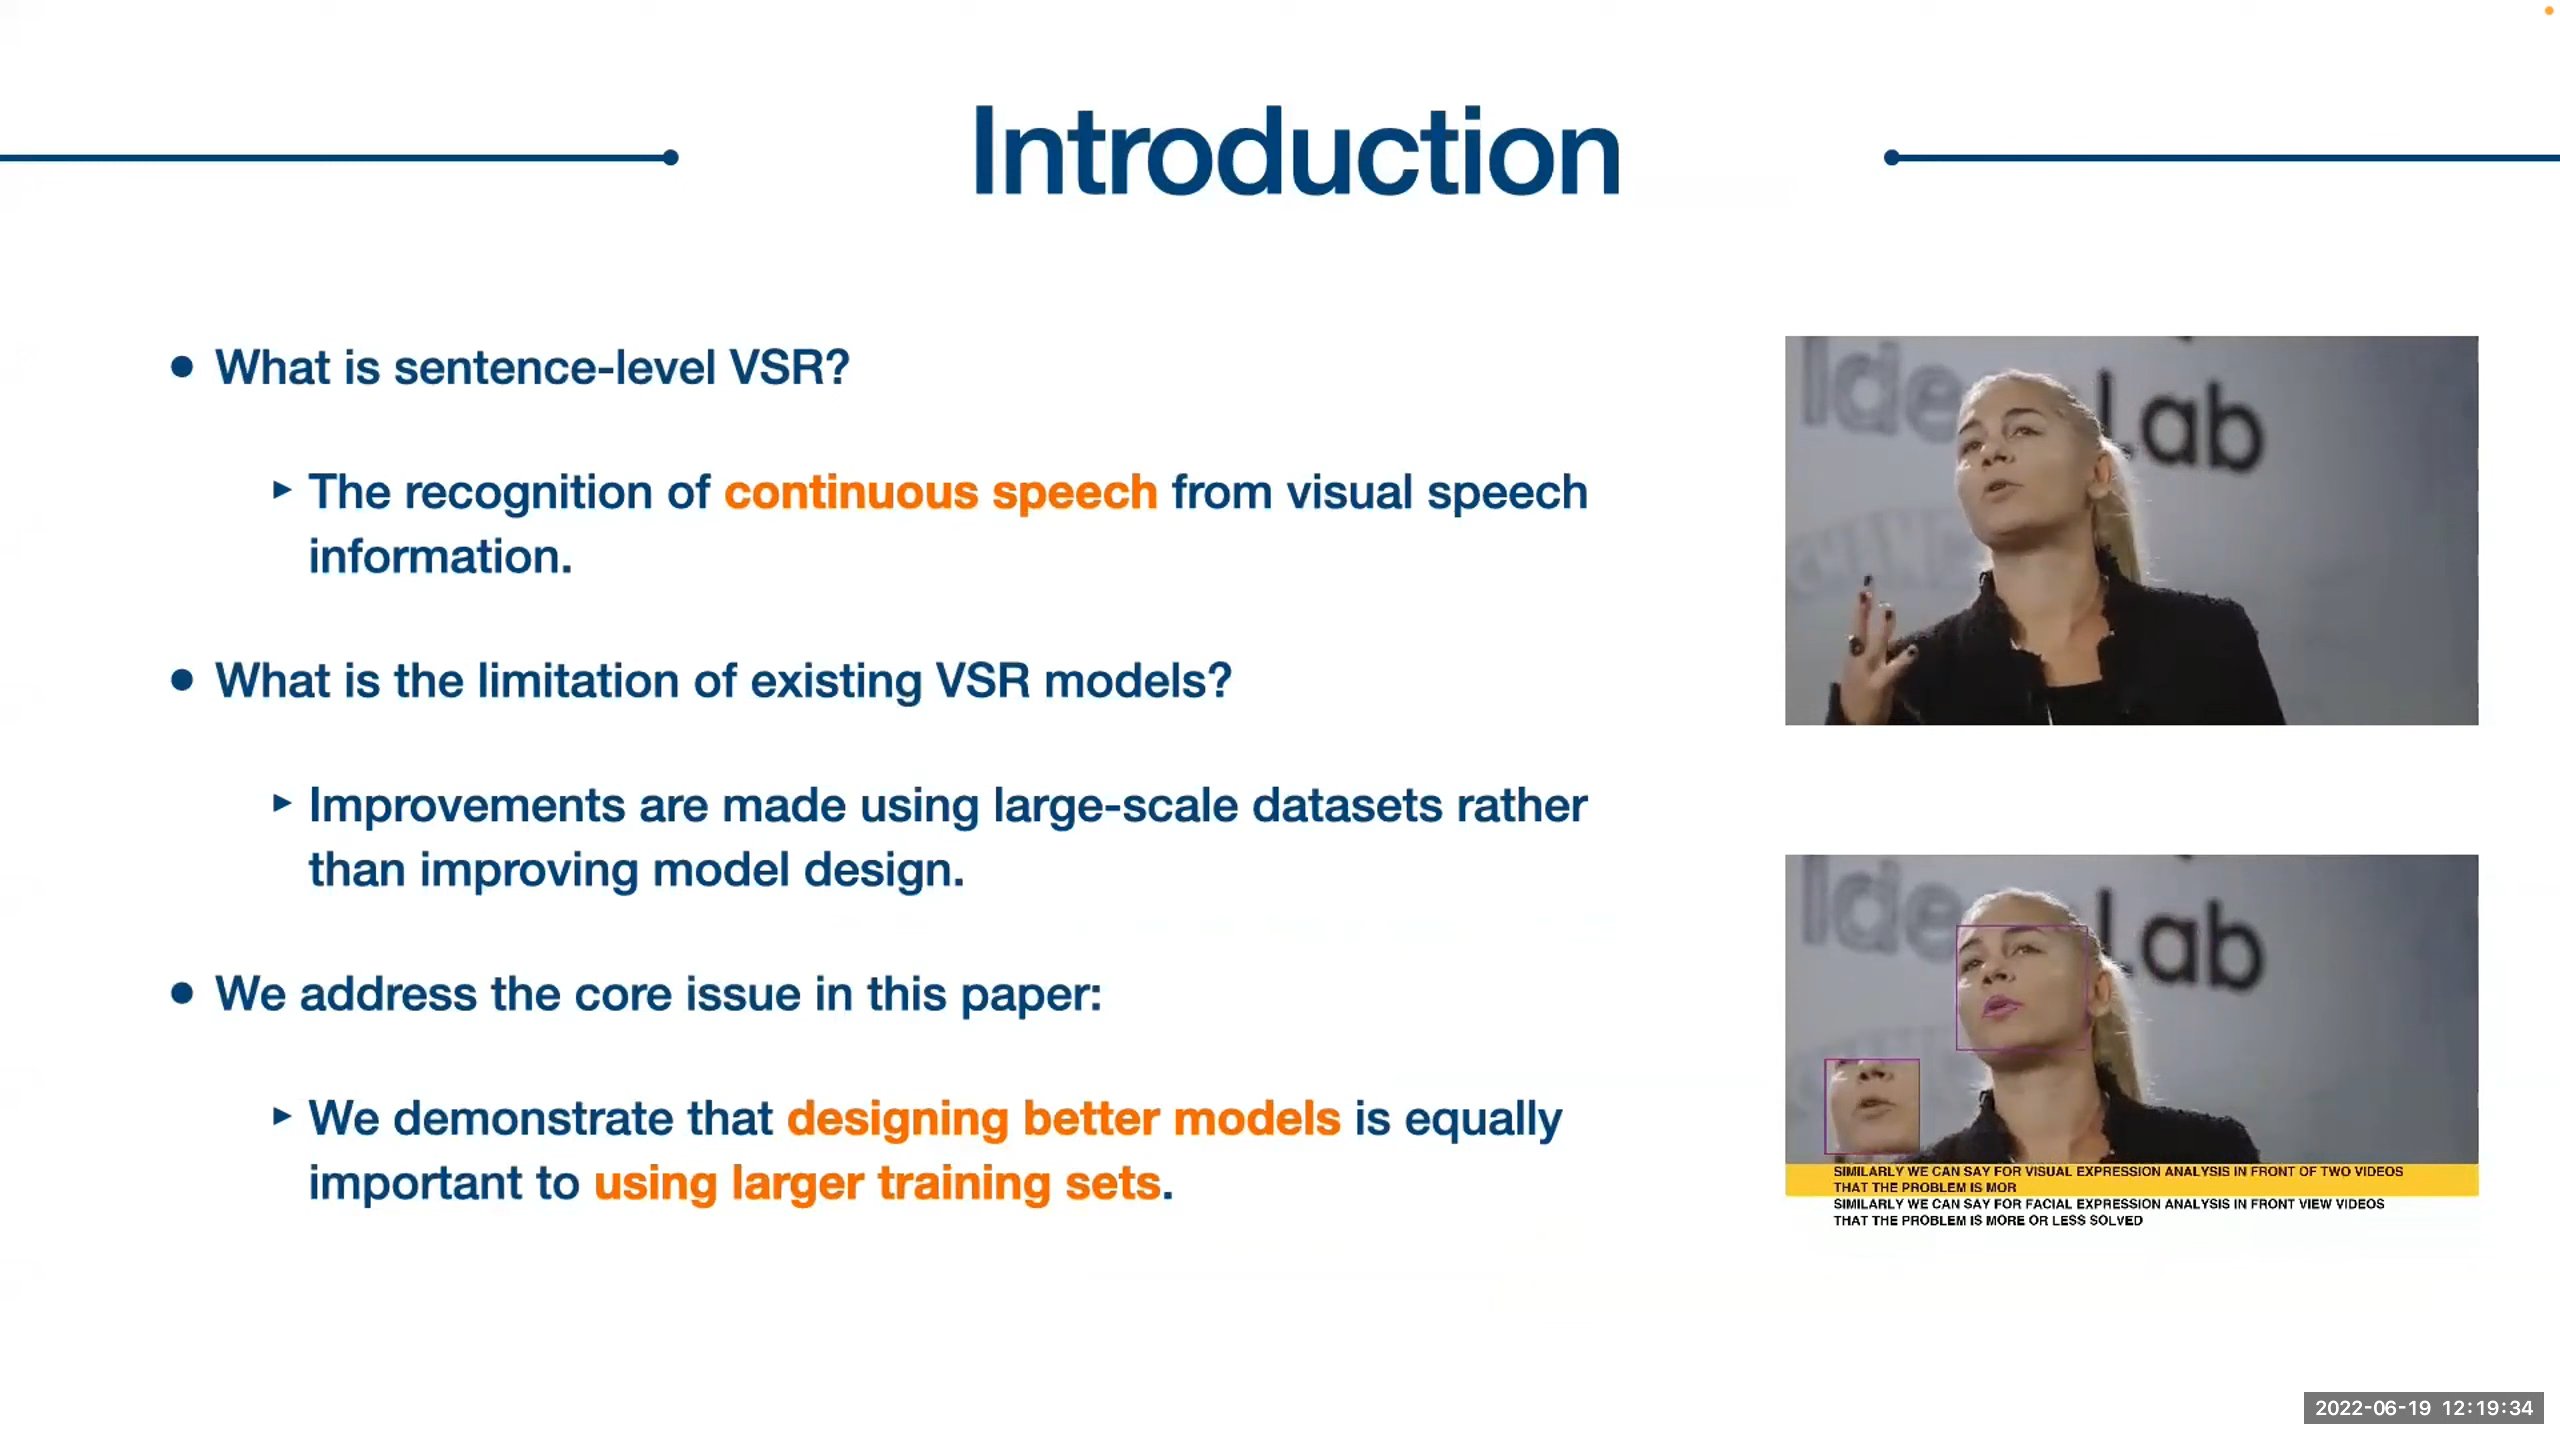 Introduction
● What is sentence-level VSR?
▸ The recognition of continuous speech from visual speech
information.
● What is the limitation of existing VSR models?
▸ Improvements are made using large-scale datasets rather
than improving model design.
● We address the core issue in this paper:
▸ We demonstrate that designing better models is equally
important to using larger training sets.
Lab
Lab
SIMILARLY WE CAN SAY FOR VISUAL EXPRESSION ANALYSIS IN FRONT OF TWO VIDEOS
THAT THE PROBLEM IS MOR
SIMILARLY WE CAN SAY FOR FACIAL EXPRESSION ANALYSIS IN FRONT VIEW VIDEOS
THAT THE PROBLEM IS MORE OR LESS SOLVED
2022-06-19 12:19:34